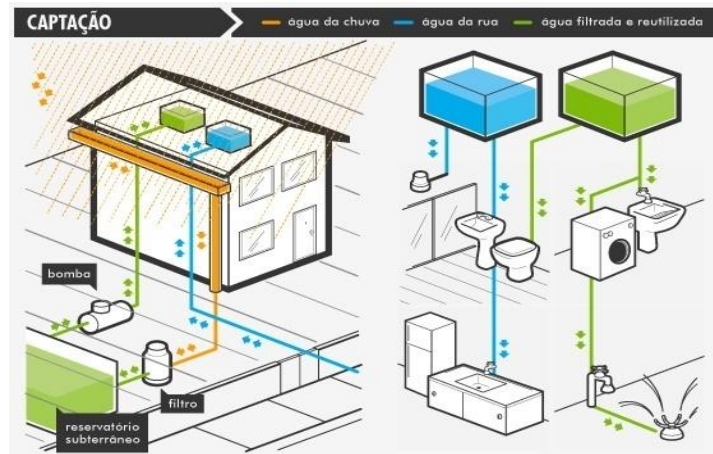 CAPTAÇÃO
água da chuva
água da rua
água filtrada e reutilizada
bomba
filtro
reservatório
subterrâneo